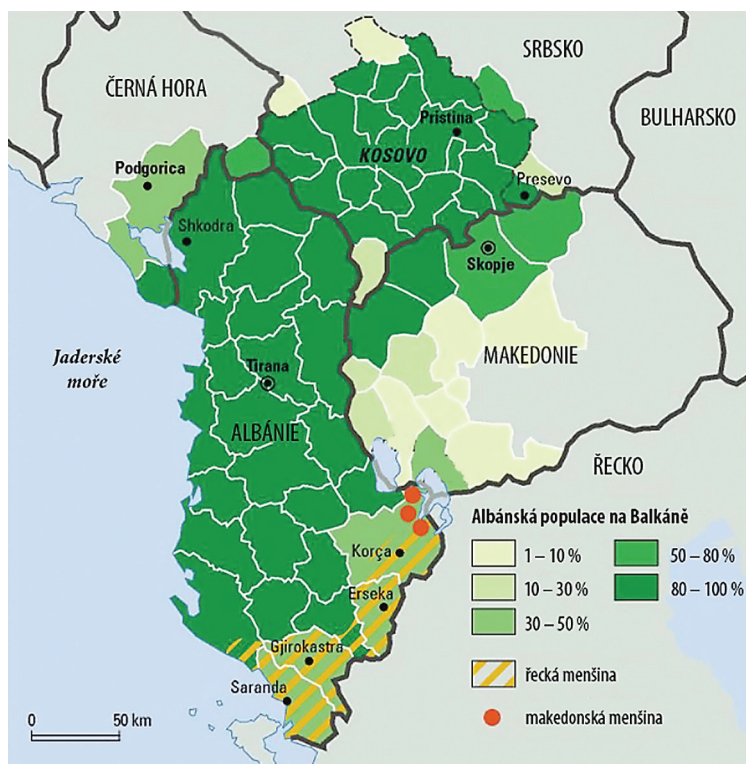 SRBSKO
ČERNÁ HORA
BULHARSKO
Pristina
KOSOVO
Podgorica
Presevo
Shkodra
Skopje
Jaderské
moře
MAKEDONIE
Tirana
ALBÁNIE
ŘECKO
Albánská populace na Balkáně
1 – 10 %
50 – 80 %
10 – 30 %
80 – 100 %
30 – 50 %
Korça
Erseka
Gjirokastra
řecká menšina
Saranda
makedonská menšina
0 50 km